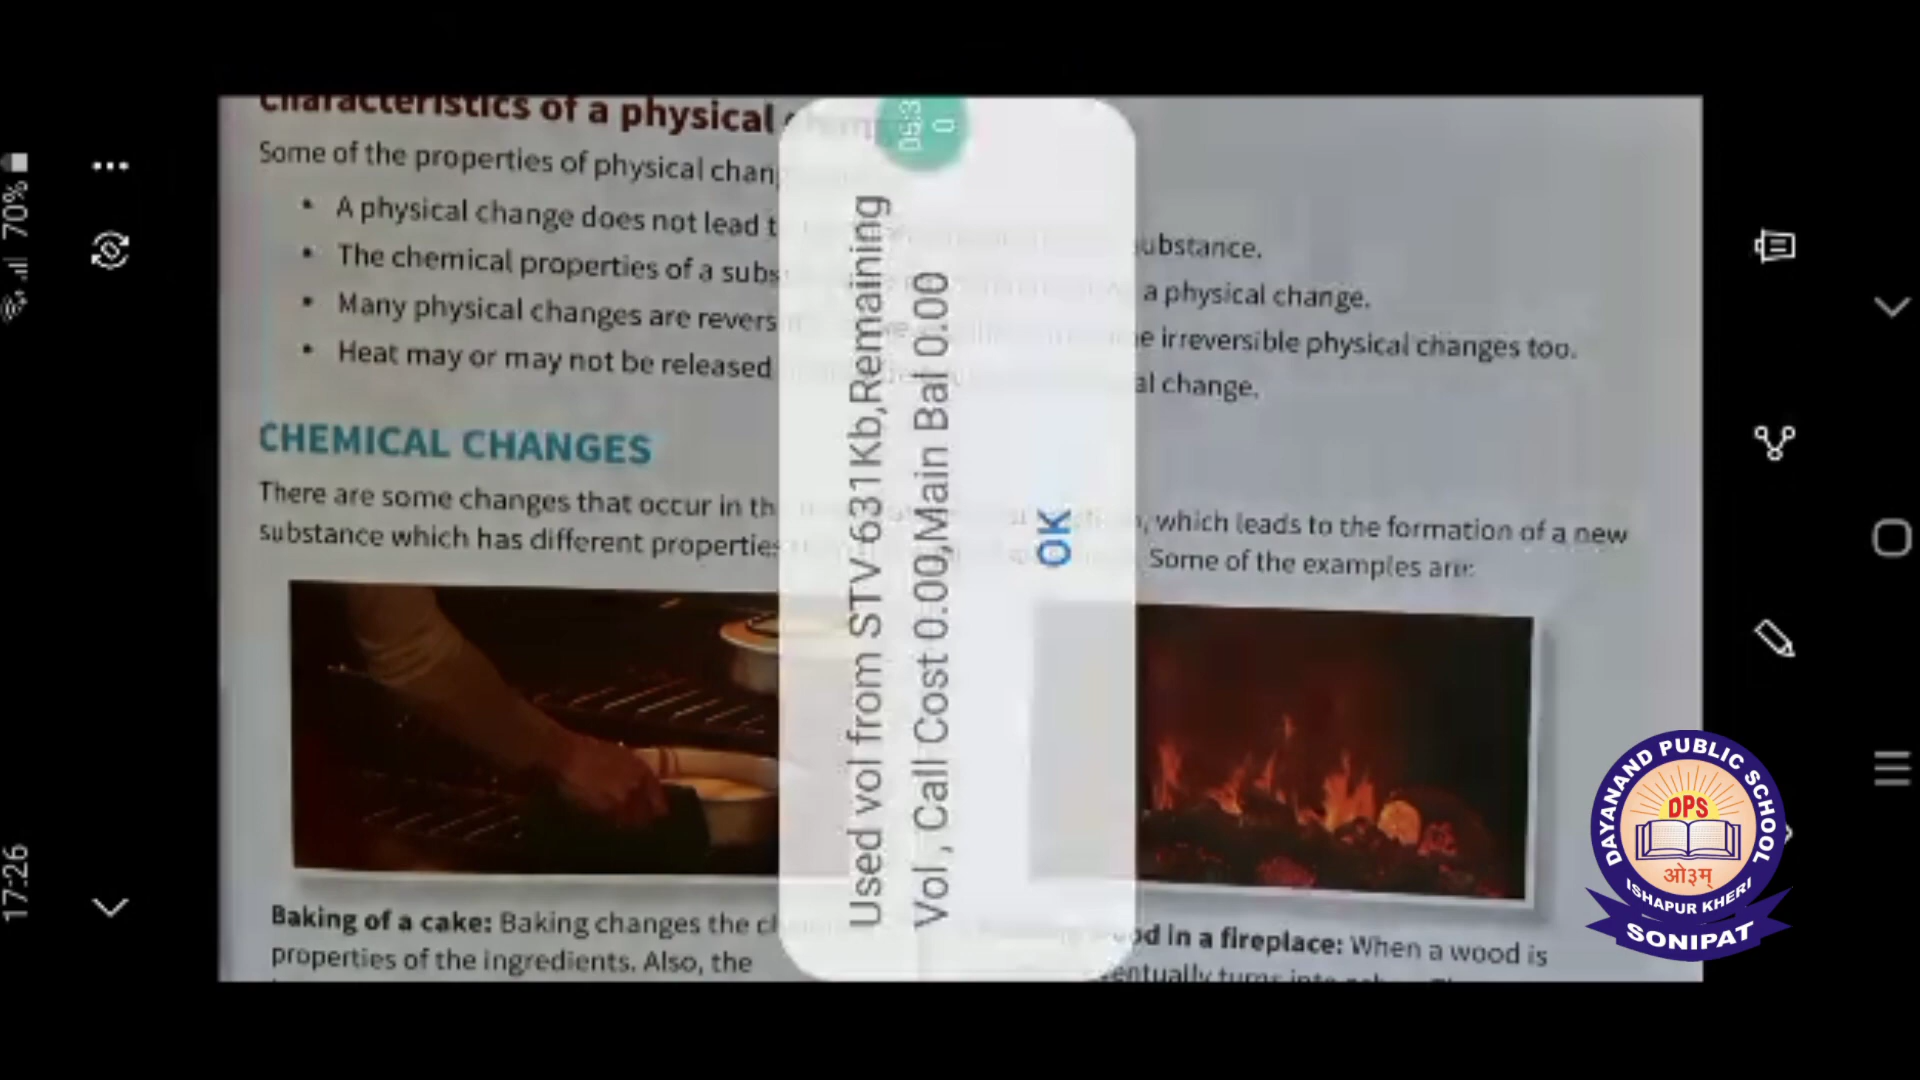 Characteristics of a physical
Some of the properties of physical chan
• A physical change does not lead t
ubstance.
• The chemical properties of a subs
a physical change.
• Many physical changes are revers
e irreversible physical changes too.
• Heat may or may not be released
al change.
CHEMICAL CHANGES
There are some changes that occur in th
, which leads to the formation of a new
substance which has different properties
Some of the examples are:
Baking of a cake: Baking changes the ch
properties of the ingredients. Also, the
od in a fireplace: When a wood is
entually turns into
05:3
0
Used vol from STV 631Kb,Remaining
Vol , Call Cost 0.00,Main Bal 0.00
OK
70%
17:26
DAYANAND PUBLIC SCHOOL
DPS
ओ३म्
ISHAPUR KHERI
SONIPAT